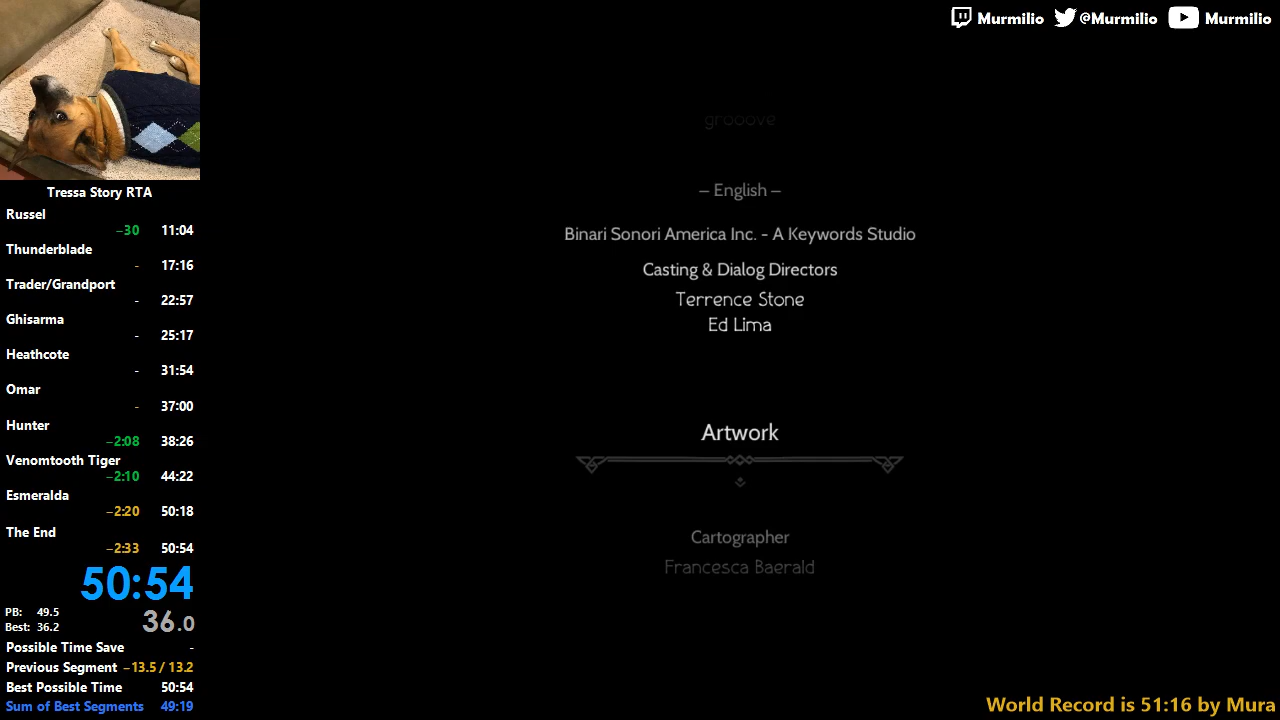 Murmilio @Murmilio Murmilio
Tressa Story RTA
Russel
−30 11:04
Thunderblade
- 17:16
Trader/Grandport
- 22:57
Ghisarma
- 25:17
Heathcote
- 31:54
Omar
- 37:00
Hunter
−2:08 38:26
Venomtooth Tiger
−2:10 44:22
Esmeralda
−2:20 50:18
The End
−2:33 50:54
50:54
PB: 49.5
Best: 36.2
36.0
Possible Time Save -
Previous Segment −13.5 / 13.2
Best Possible Time 50:54
Sum of Best Segments 49:19
grooove
– English –
Binari Sonori America Inc. - A Keywords Studio
Casting & Dialog Directors
Terrence Stone
Ed Lima
Artwork
Cartographer
Francesca Baerald
World Record is 51:16 by Mura